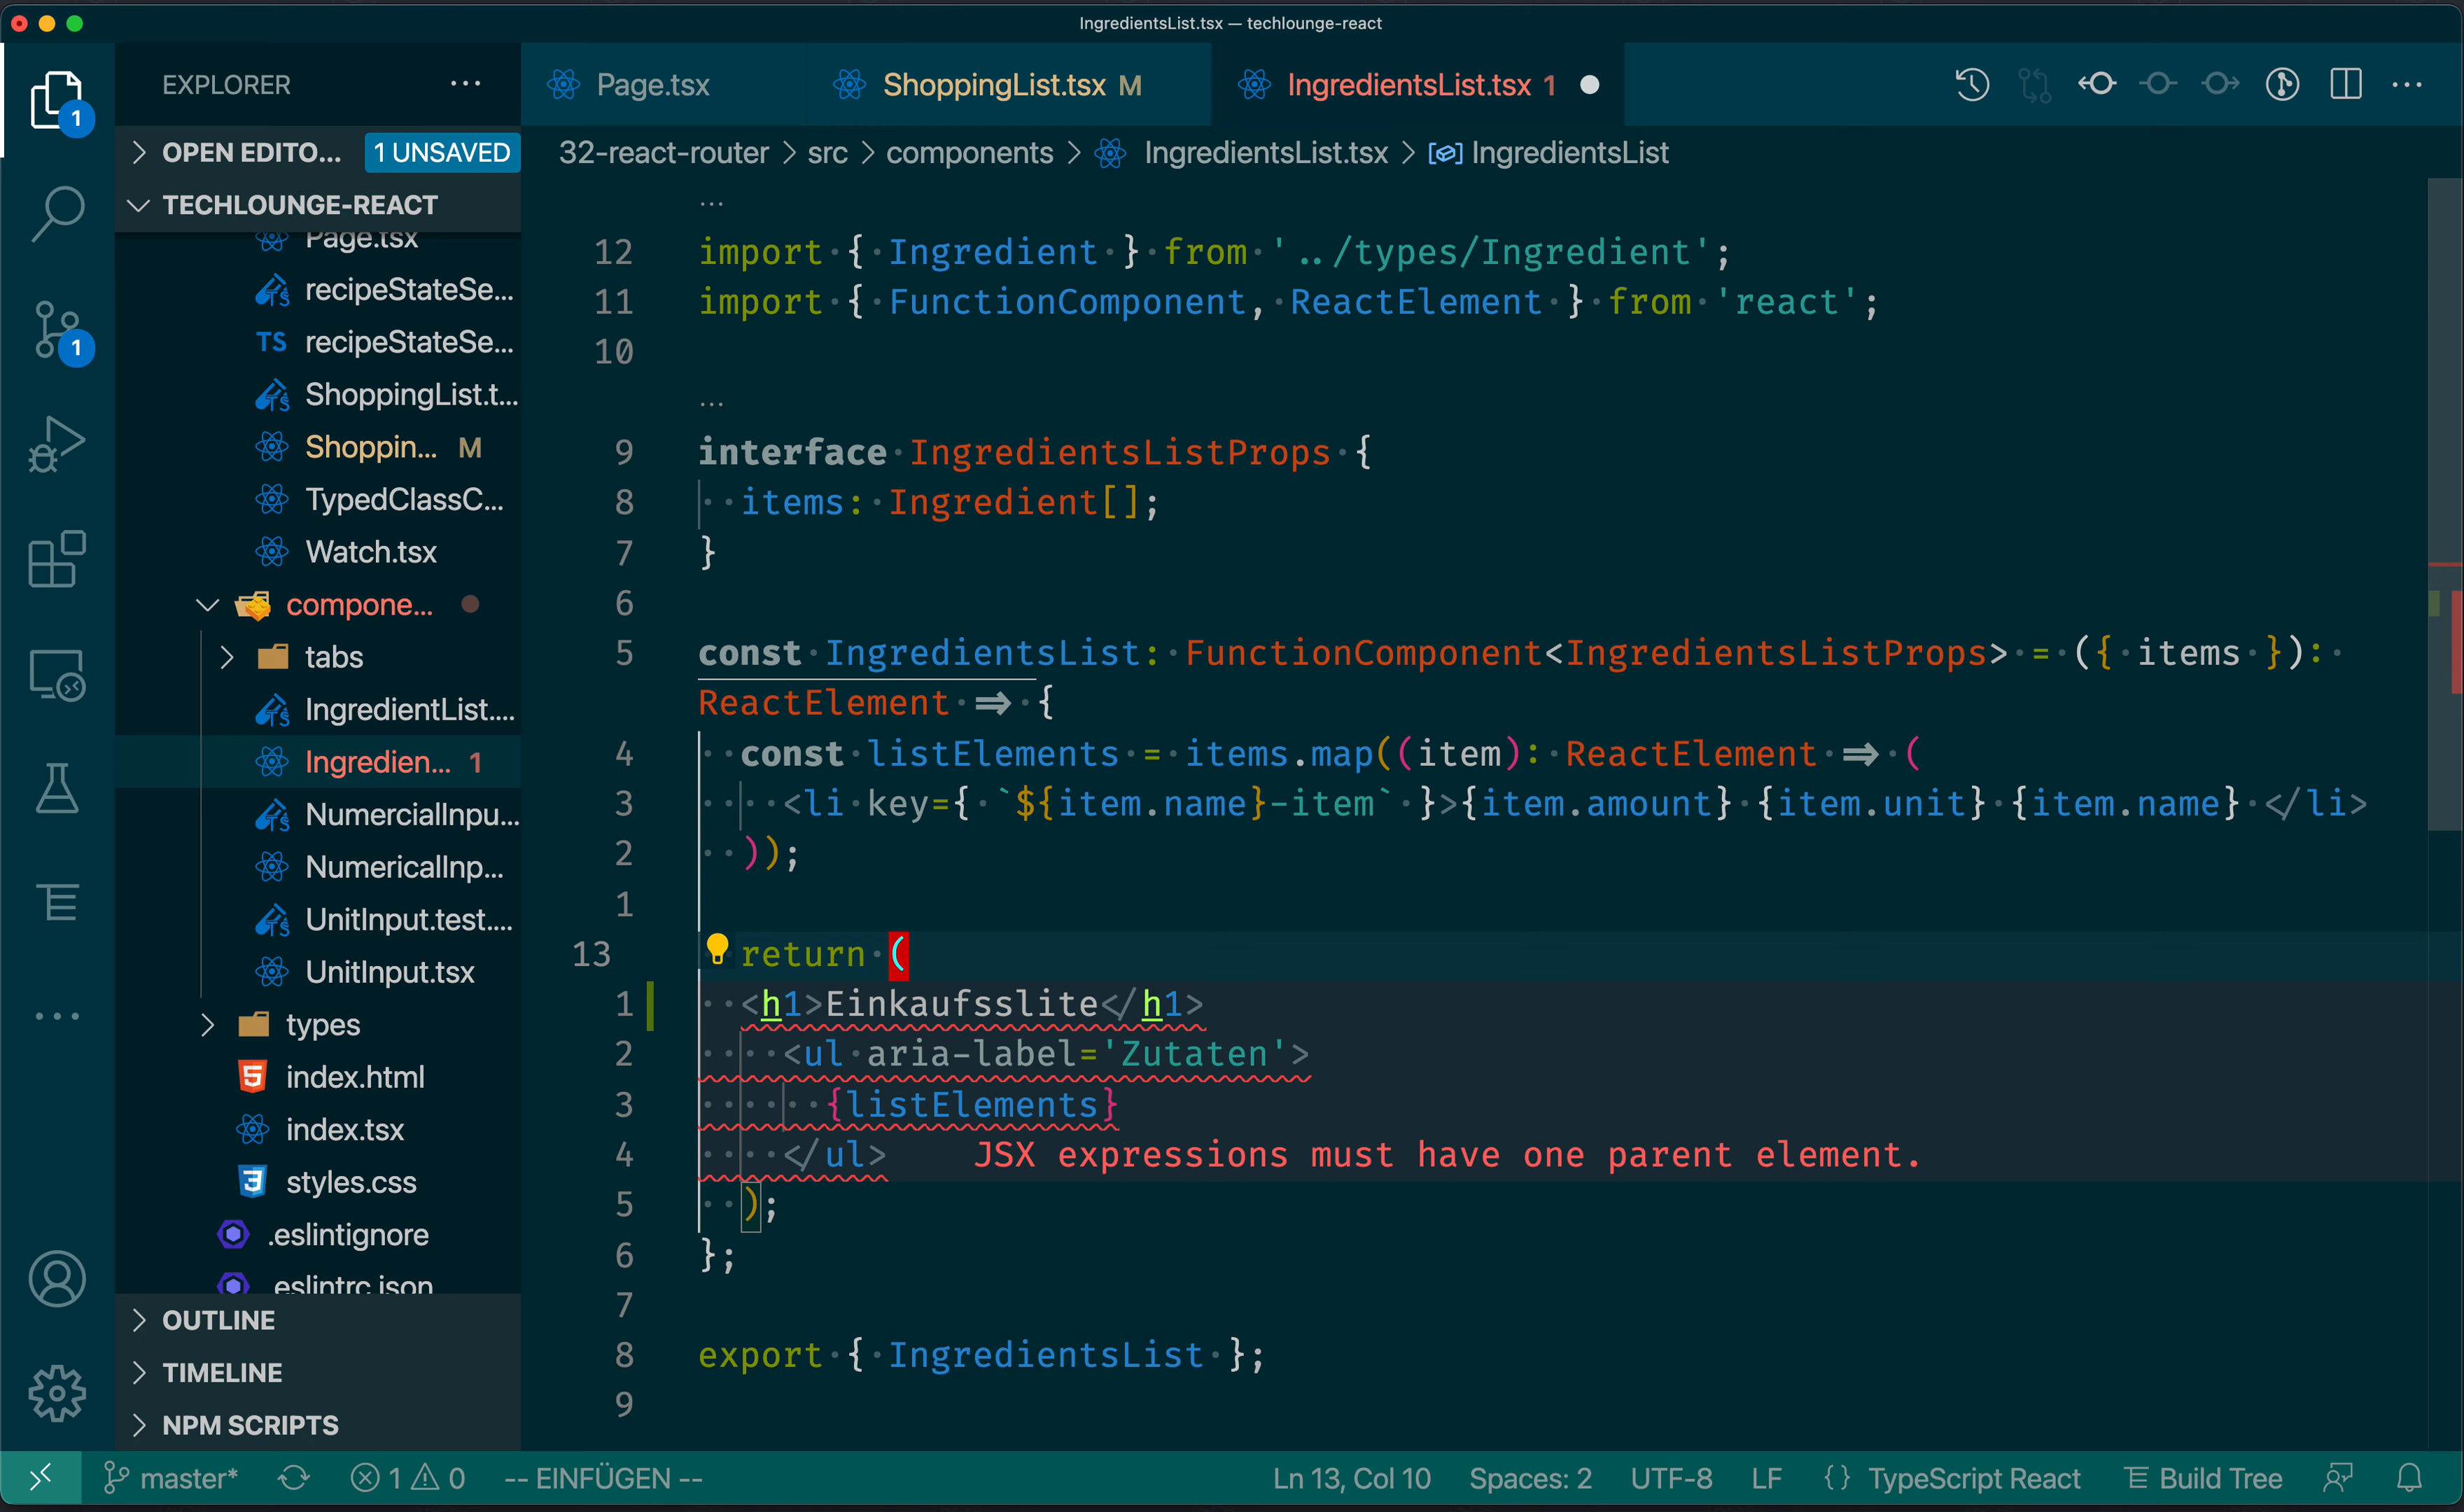 IngredientsList.tsx — techlounge-react
EXPLORER
Page.tsx
ShoppingList.tsx M
IngredientsList.tsx 1
1
OPEN EDITO... 1 UNSAVED
32-react-router > src > components > IngredientsList.tsx > IngredientsList
TECHLOUNGE-REACT
Page.tsx
recipeStateSe...
TS recipeStateSe...
ShoppingList.t...
Shoppin... M
TypedClassC...
Watch.tsx
compone...
tabs
IngredientList....
Ingredien... 1
NumercialInpu...
NumericalInp...
UnitInput.test....
UnitInput.tsx
types
index.html
index.tsx
styles.css
.eslintignore
.eslintrc.json
OUTLINE
TIMELINE
NPM SCRIPTS
1
...
12 import { Ingredient } from '../types/Ingredient';
11 import { FunctionComponent, ReactElement } from 'react';
10
...
9 interface IngredientsListProps {
8   items: Ingredient[];
7 }
6
5 const IngredientsList: FunctionComponent<IngredientsListProps> = ({ items }):
ReactElement => {
4   const listElements = items.map((item): ReactElement => (
3     <li key={ `${item.name}-item` }>{item.amount} {item.unit} {item.name} </li>
2   ));
1
13   return (
1   <h1>Einkaufsslite</h1>
2     <ul aria-label='Zutaten'>
3       {listElements}
4     </ul> JSX expressions must have one parent element.
5   );
6 };
7
8 export { IngredientsList };
9
master* 1 0 -- EINFÜGEN -- Ln 13, Col 10 Spaces: 2 UTF-8 LF {} TypeScript React Build Tree